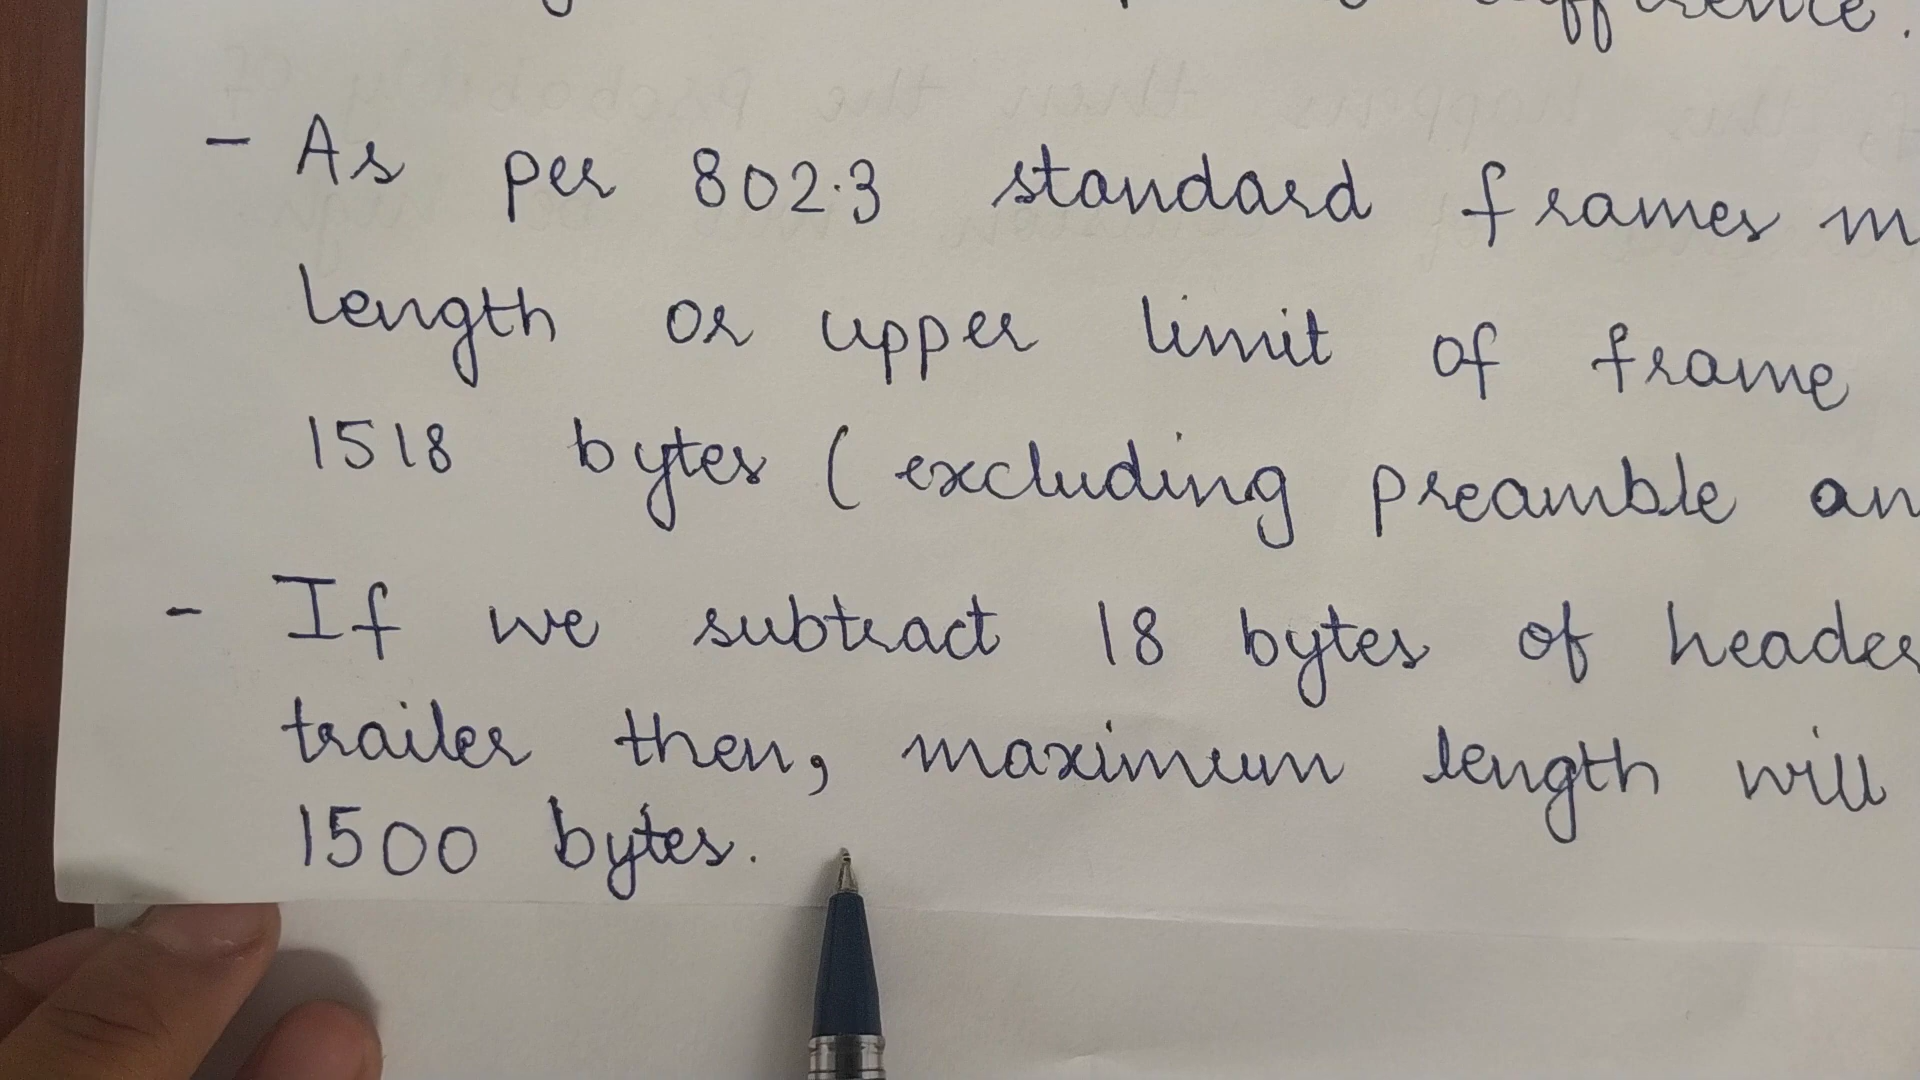 - As per 802.3 standard frames m
length or upper limit of frame
1518 bytes ( excluding preamble an
- If we subtract 18 bytes of header
trailer then, maximum length will
1500 bytes.